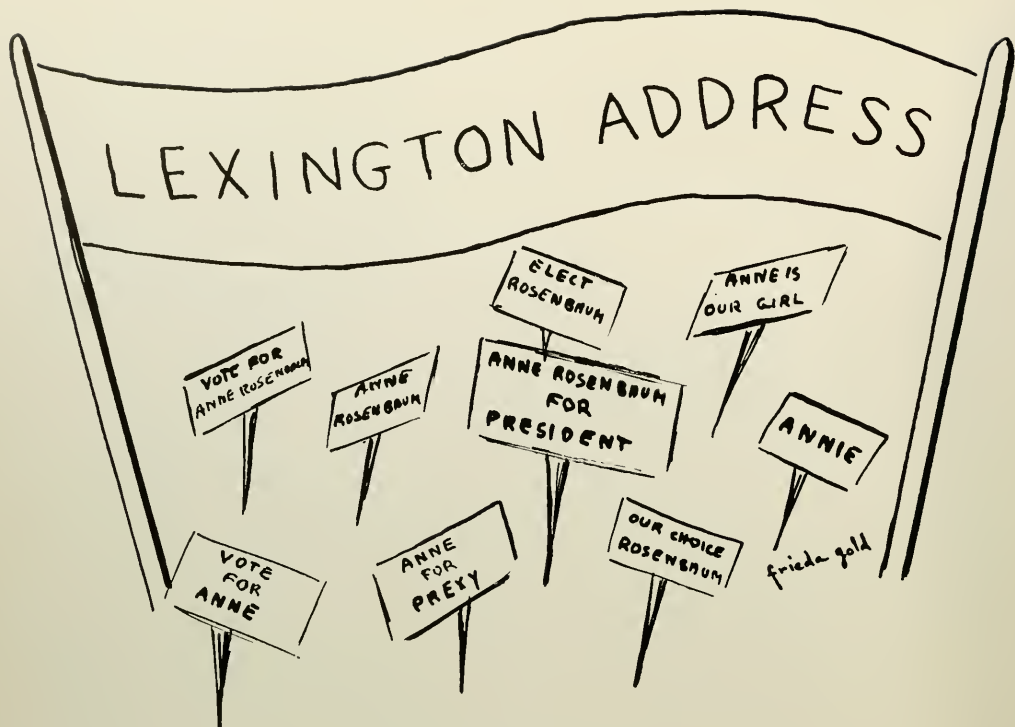 LEXINGTON ADDRESS
ELECT
ROSENBAUM
ANNE IS
OUR GIRL
VOTE FOR
ANNE ROSENBAUM
ANNE
ROSENBAUM
ANNE ROSENBAUM
FOR
PRESIDENT
ANNIE
VOTE
FOR
ANNE
ANNE
FOR
PREXY
OUR CHOICE
ROSENBAUM
frieda gold